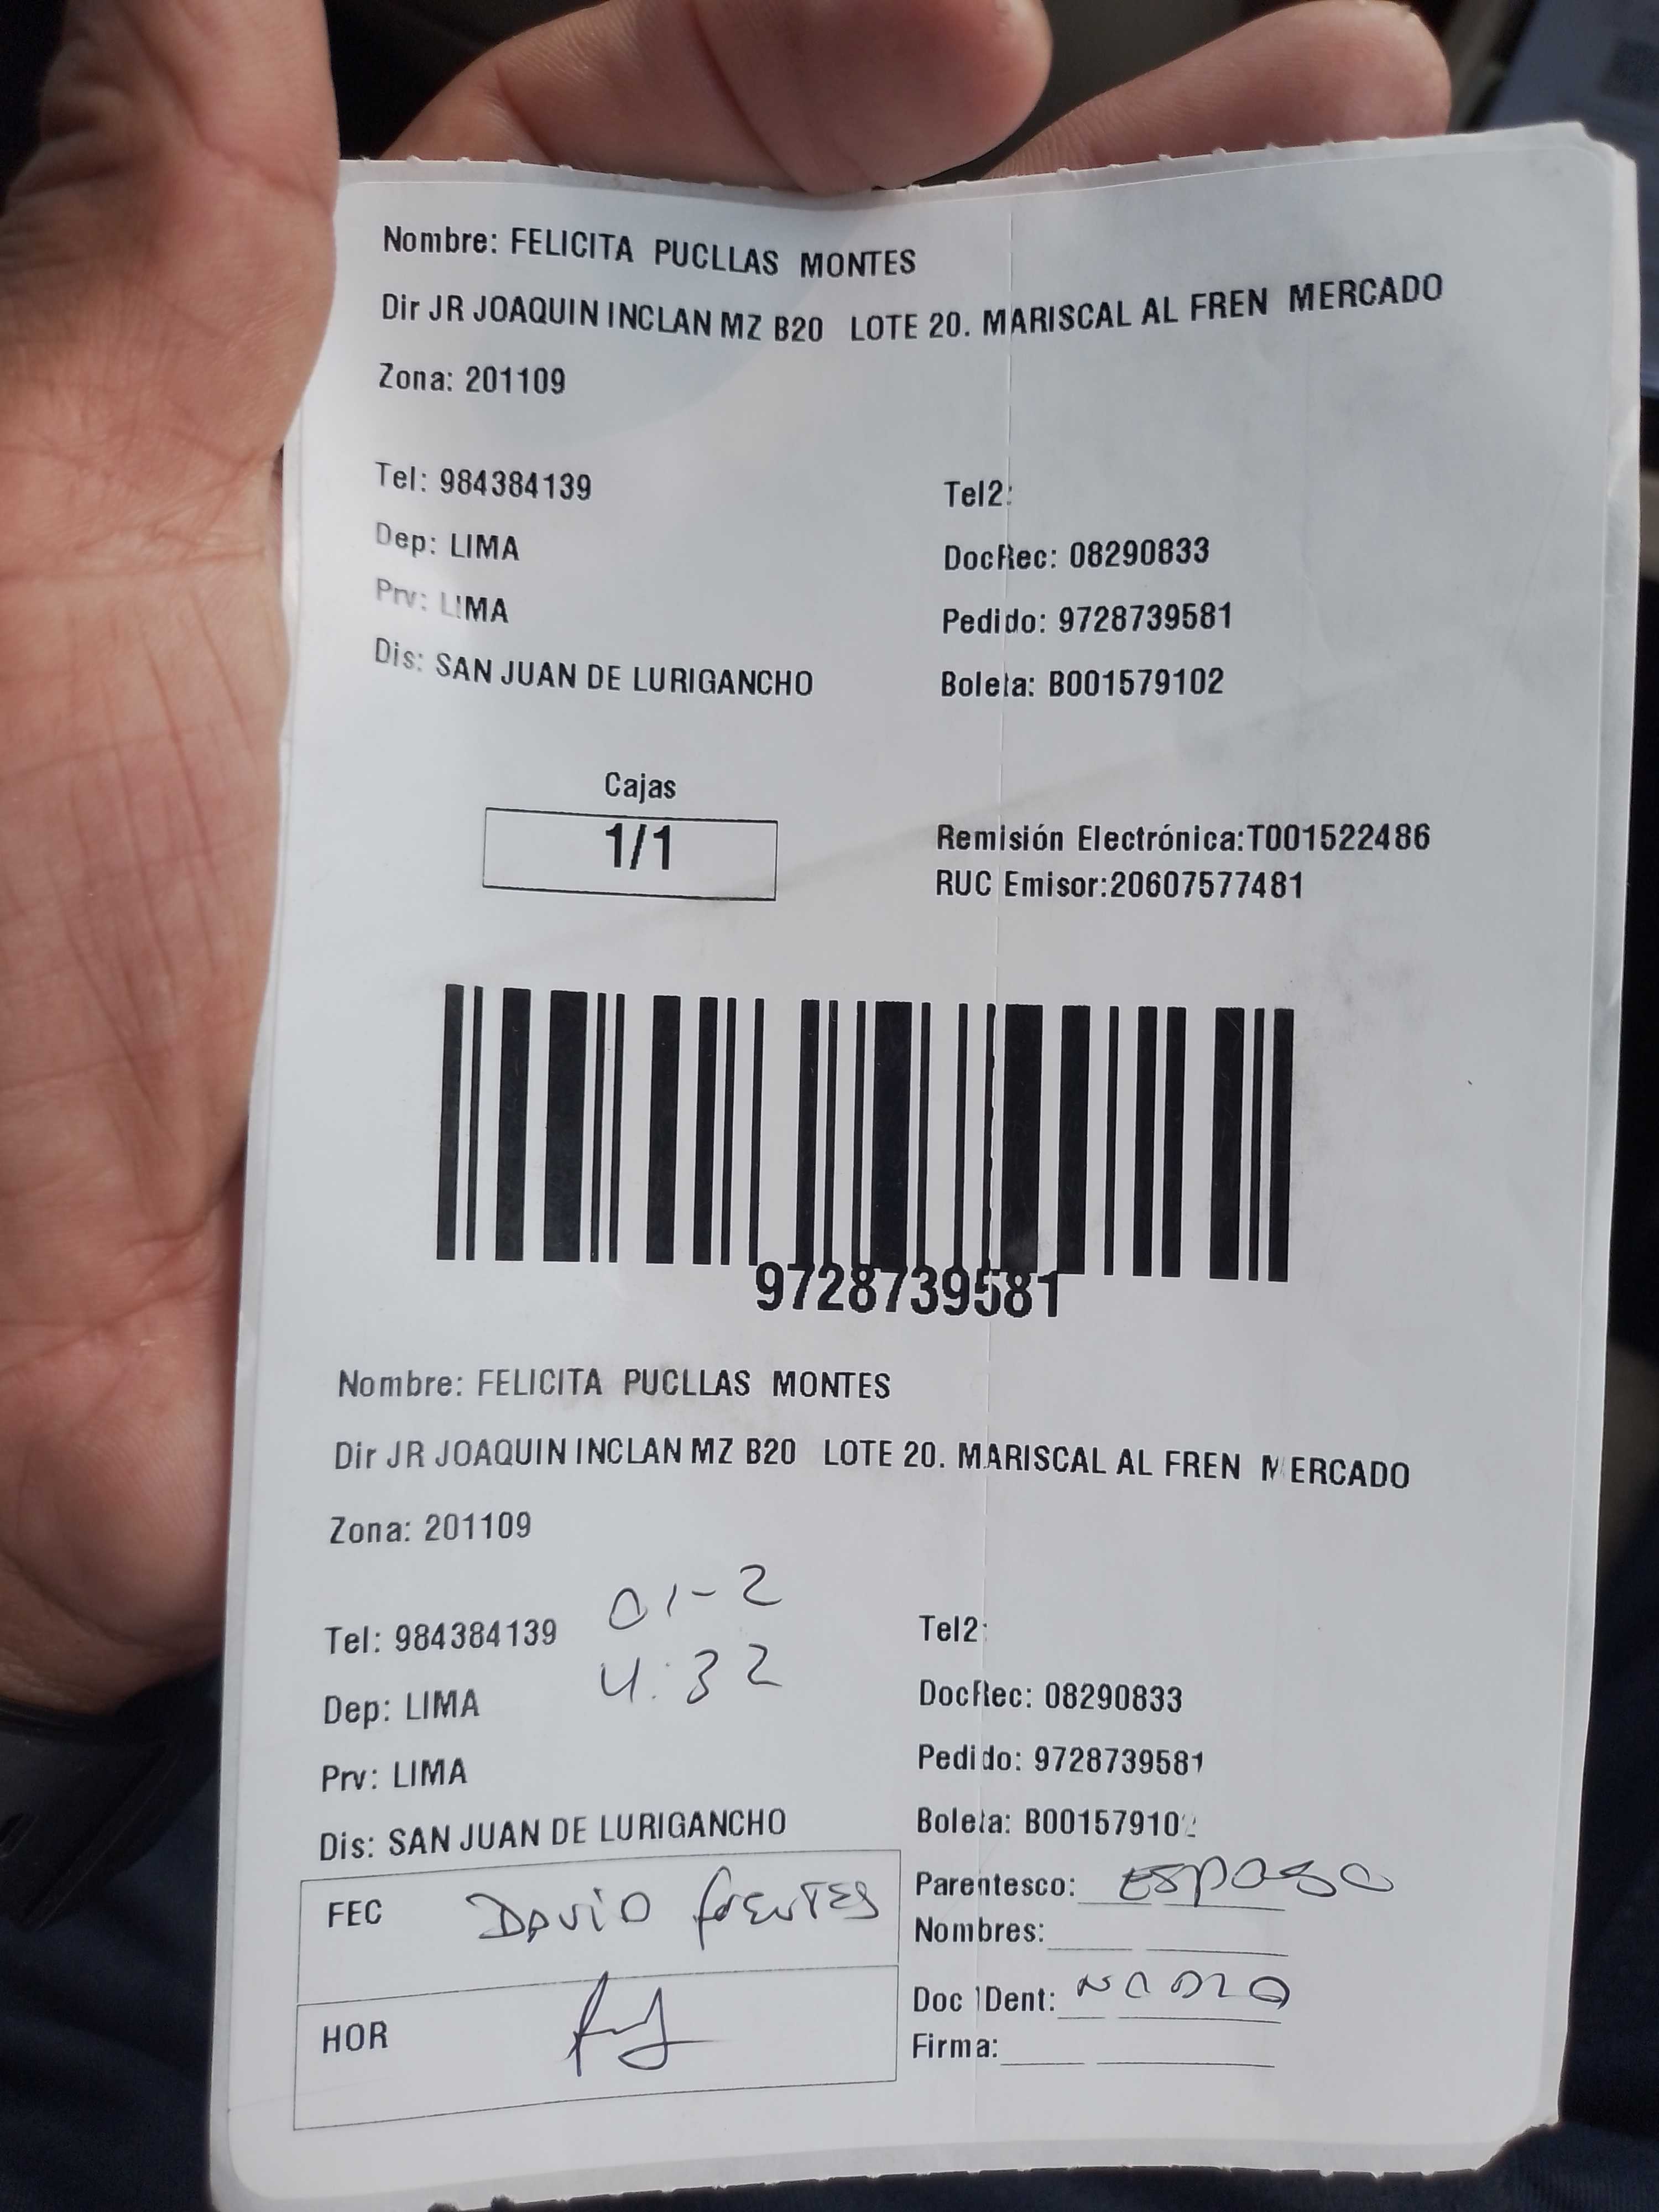 Nombre: FELICITA PUCLLAS MONTES
Dir JR JOAQUIN INCLAN MZ B20 LOTE 20. MARISCAL AL FREN MERCADO
Zona: 201109
Tel: 984384139 Tel2:
Dep: LIMA DocRec: 08290833
Prv: LIMA Pedido: 9728739581
Dis: SAN JUAN DE LURIGANCHO Boleta: B001579102
Cajas
1/1
Remisión Electrónica:T001522486
RUC Emisor:20607577481
9728739581
Nombre: FELICITA PUCLLAS MONTES
Dir JR JOAQUIN INCLAN MZ B20 LOTE 20. MARISCAL AL FREN MERCADO
Zona: 201109
01-2
Tel: 984384139 Tel2:
4:32
Dep: LIMA DocRec: 08290833
Prv: LIMA Pedido: 9728739581
Dis: SAN JUAN DE LURIGANCHO Boleta: B001579102
FEC DAViD fuENTES Parentesco: ESposo
Nombres:
HOR Doc IDent:
Firma: